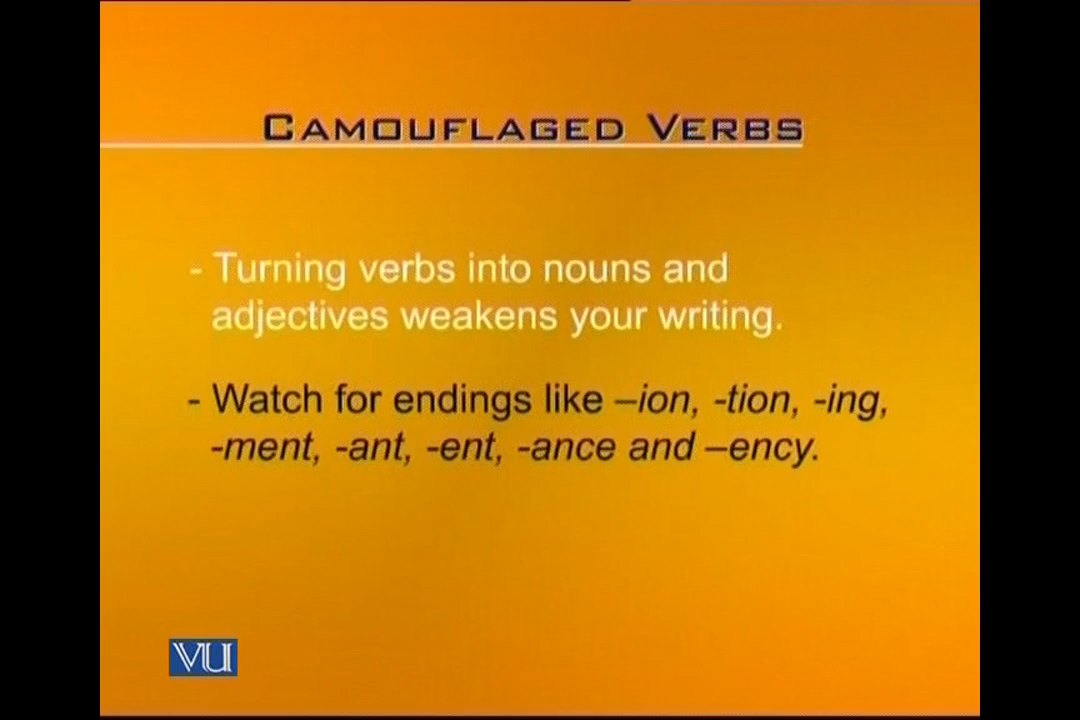 CAMOUFLAGED VERBS
- Turning verbs into nouns and
adjectives weakens your writing.
- Watch for endings like –ion, -tion, -ing,
-ment, -ant, -ent, -ance and –ency.
VU